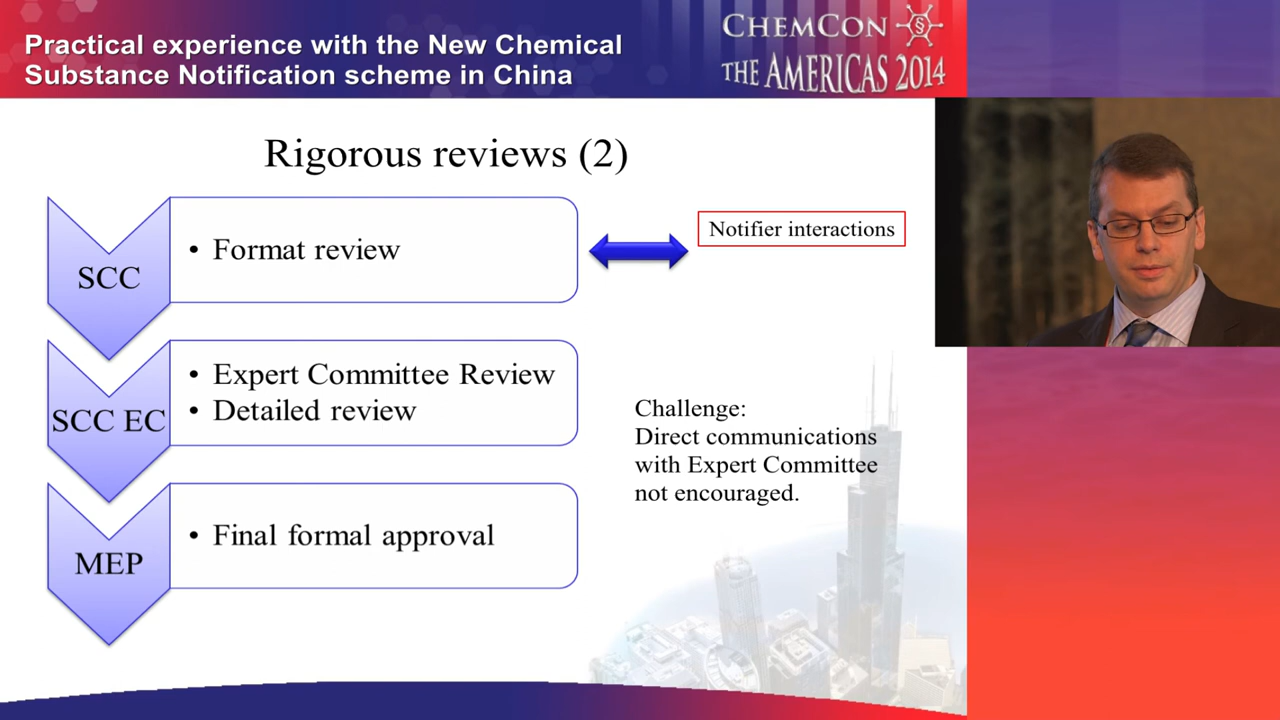 Practical experience with the New Chemical
Substance Notification scheme in China
CHEMCON §
THE AMERICAS 2014
Rigorous reviews (2)
SCC
• Format review
Notifier interactions
SCC EC
• Expert Committee Review
• Detailed review
Challenge:
Direct communications
with Expert Committee
not encouraged.
MEP
• Final formal approval